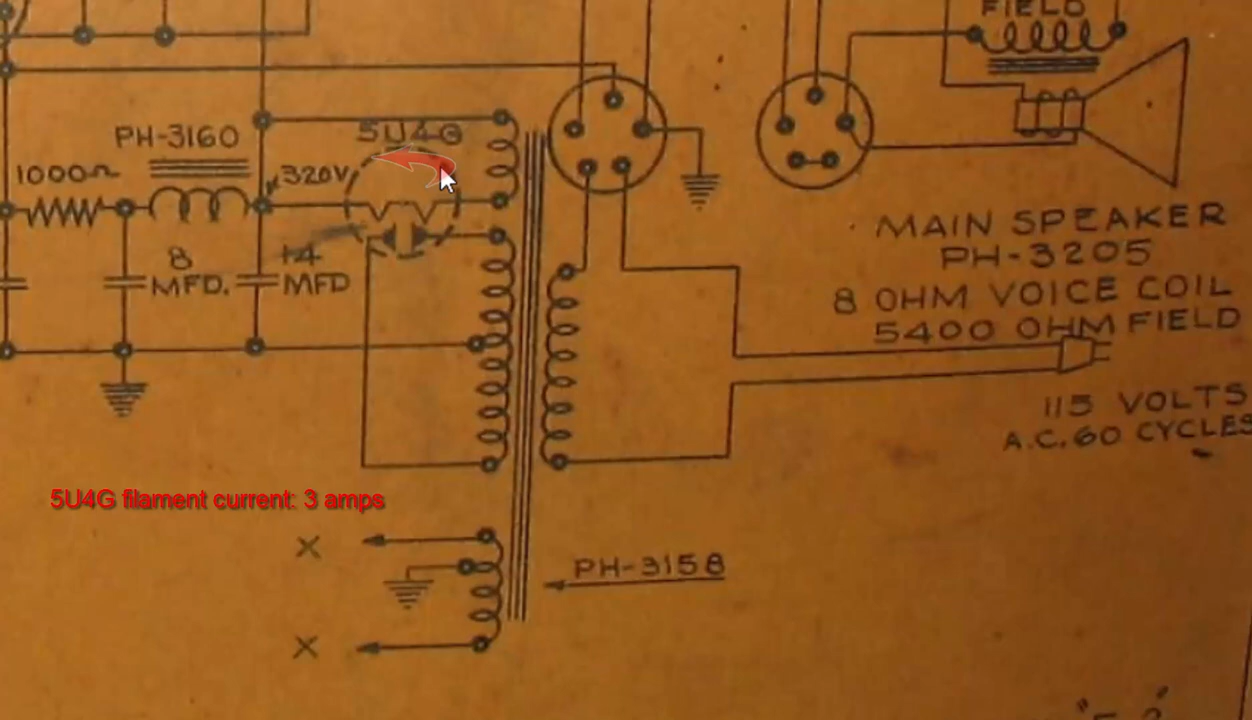 FIELD
PH-3160
5U4G
1000Ω
320V
8
MFD.
14
MFD
MAIN SPEAKER
PH-3205
8 OHM VOICE COIL
5400 OHM FIELD
115 VOLTS
A.C. 60 CYCLES
5U4G filament current: 3 amps
X
PH-3158
X